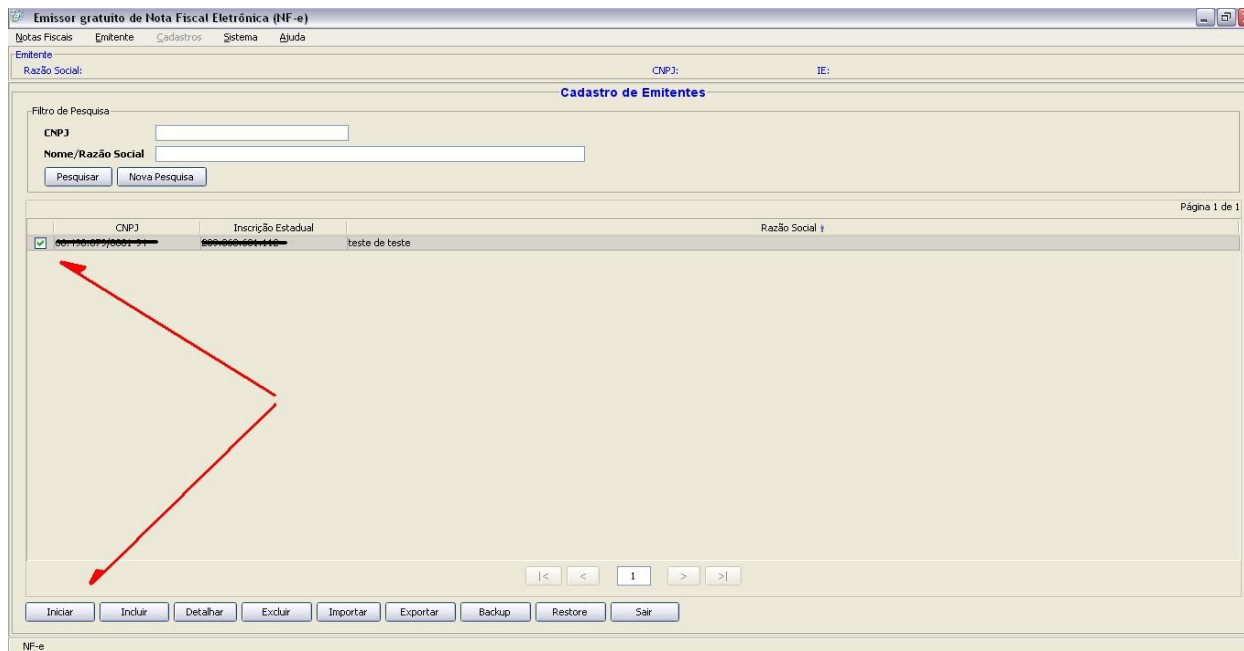 Emissor gratuito de Nota Fiscal Eletrônica (NF-e)
Notas Fiscais Emitente Cadastros Sistema Ajuda
Emitente
Razão Social: CNPJ: IE:
Cadastro de Emitentes
Filtro de Pesquisa
CNPJ
Nome/Razão Social
Pesquisar Nova Pesquisa
Página 1 de 1
CNPJ Inscrição Estadual Razão Social
teste de teste
|< < 1 > >|
Iniciar Incluir Detalhar Excluir Importar Exportar Backup Restore Sair
NF-e